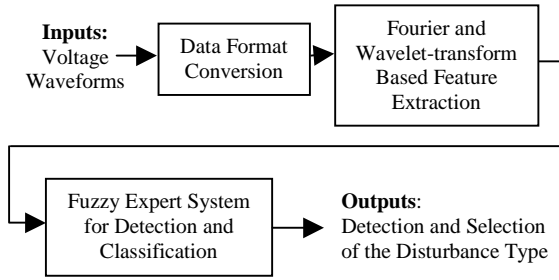 Inputs:
Voltage
Waveforms
Data Format
Conversion
Fourier and
Wavelet-transform
Based Feature
Extraction
Fuzzy Expert System
for Detection and
Classification
Outputs:
Detection and Selection
of the Disturbance Type